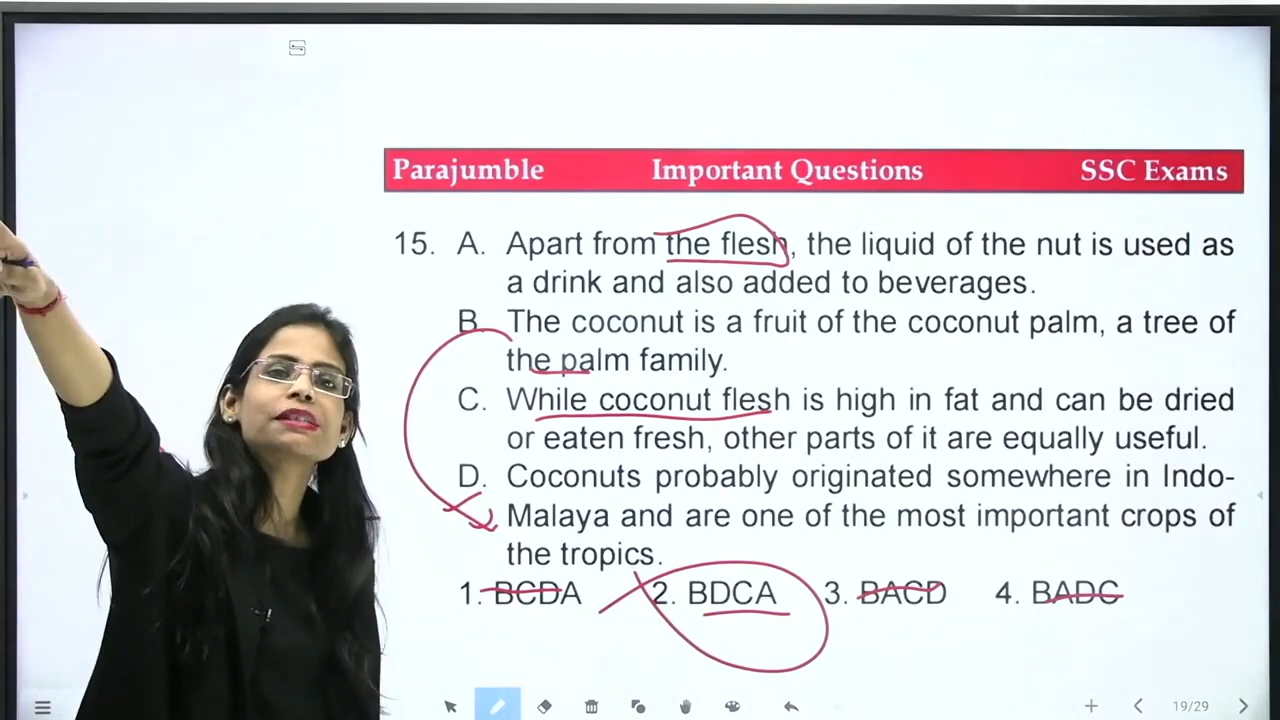 Parajumble Important Questions SSC Exams
15. A. Apart from the flesh, the liquid of the nut is used as
a drink and also added to beverages.
B. The coconut is a fruit of the coconut palm, a tree of
the palm family.
C. While coconut flesh is high in fat and can be dried
or eaten fresh, other parts of it are equally useful.
D. Coconuts probably originated somewhere in Indo-
Malaya and are one of the most important crops of
the tropics.
1. BCDA 2. BDCA 3. BACD 4. BADC
19/29